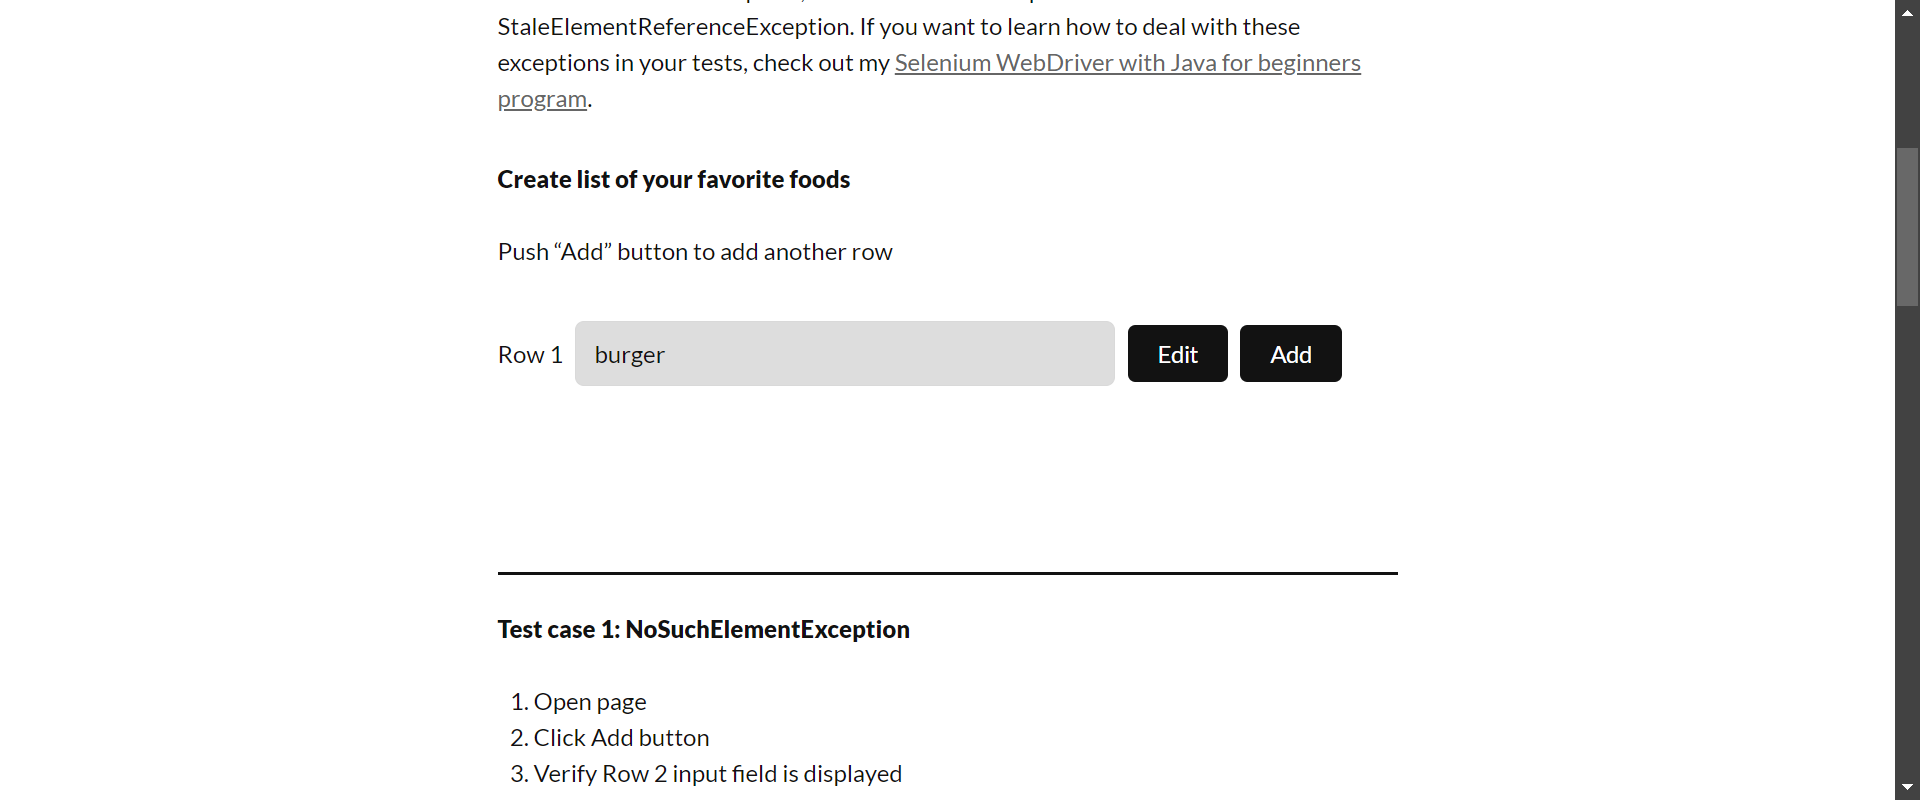 StaleElementReferenceException. If you want to learn how to deal with these
exceptions in your tests, check out my Selenium WebDriver with Java for beginners
program.
Create list of your favorite foods
Push “Add” button to add another row
Row 1 burger Edit Add
Test case 1: NoSuchElementException
1. Open page
2. Click Add button
3. Verify Row 2 input field is displayed